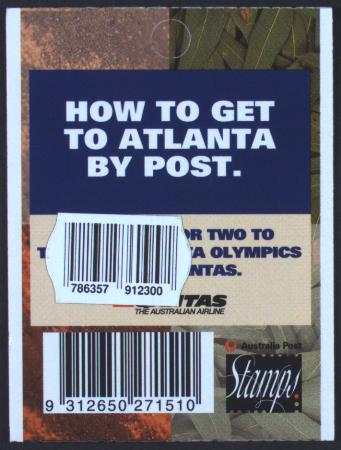 HOW TO GET
TO ATLANTA
BY POST.
OR TWO TO
T A OLYMPICS
NTAS.
786357 912300
NTAS
THE AUSTRALIAN AIRLINE
Australia Post
Stamps!
9 312650 271510